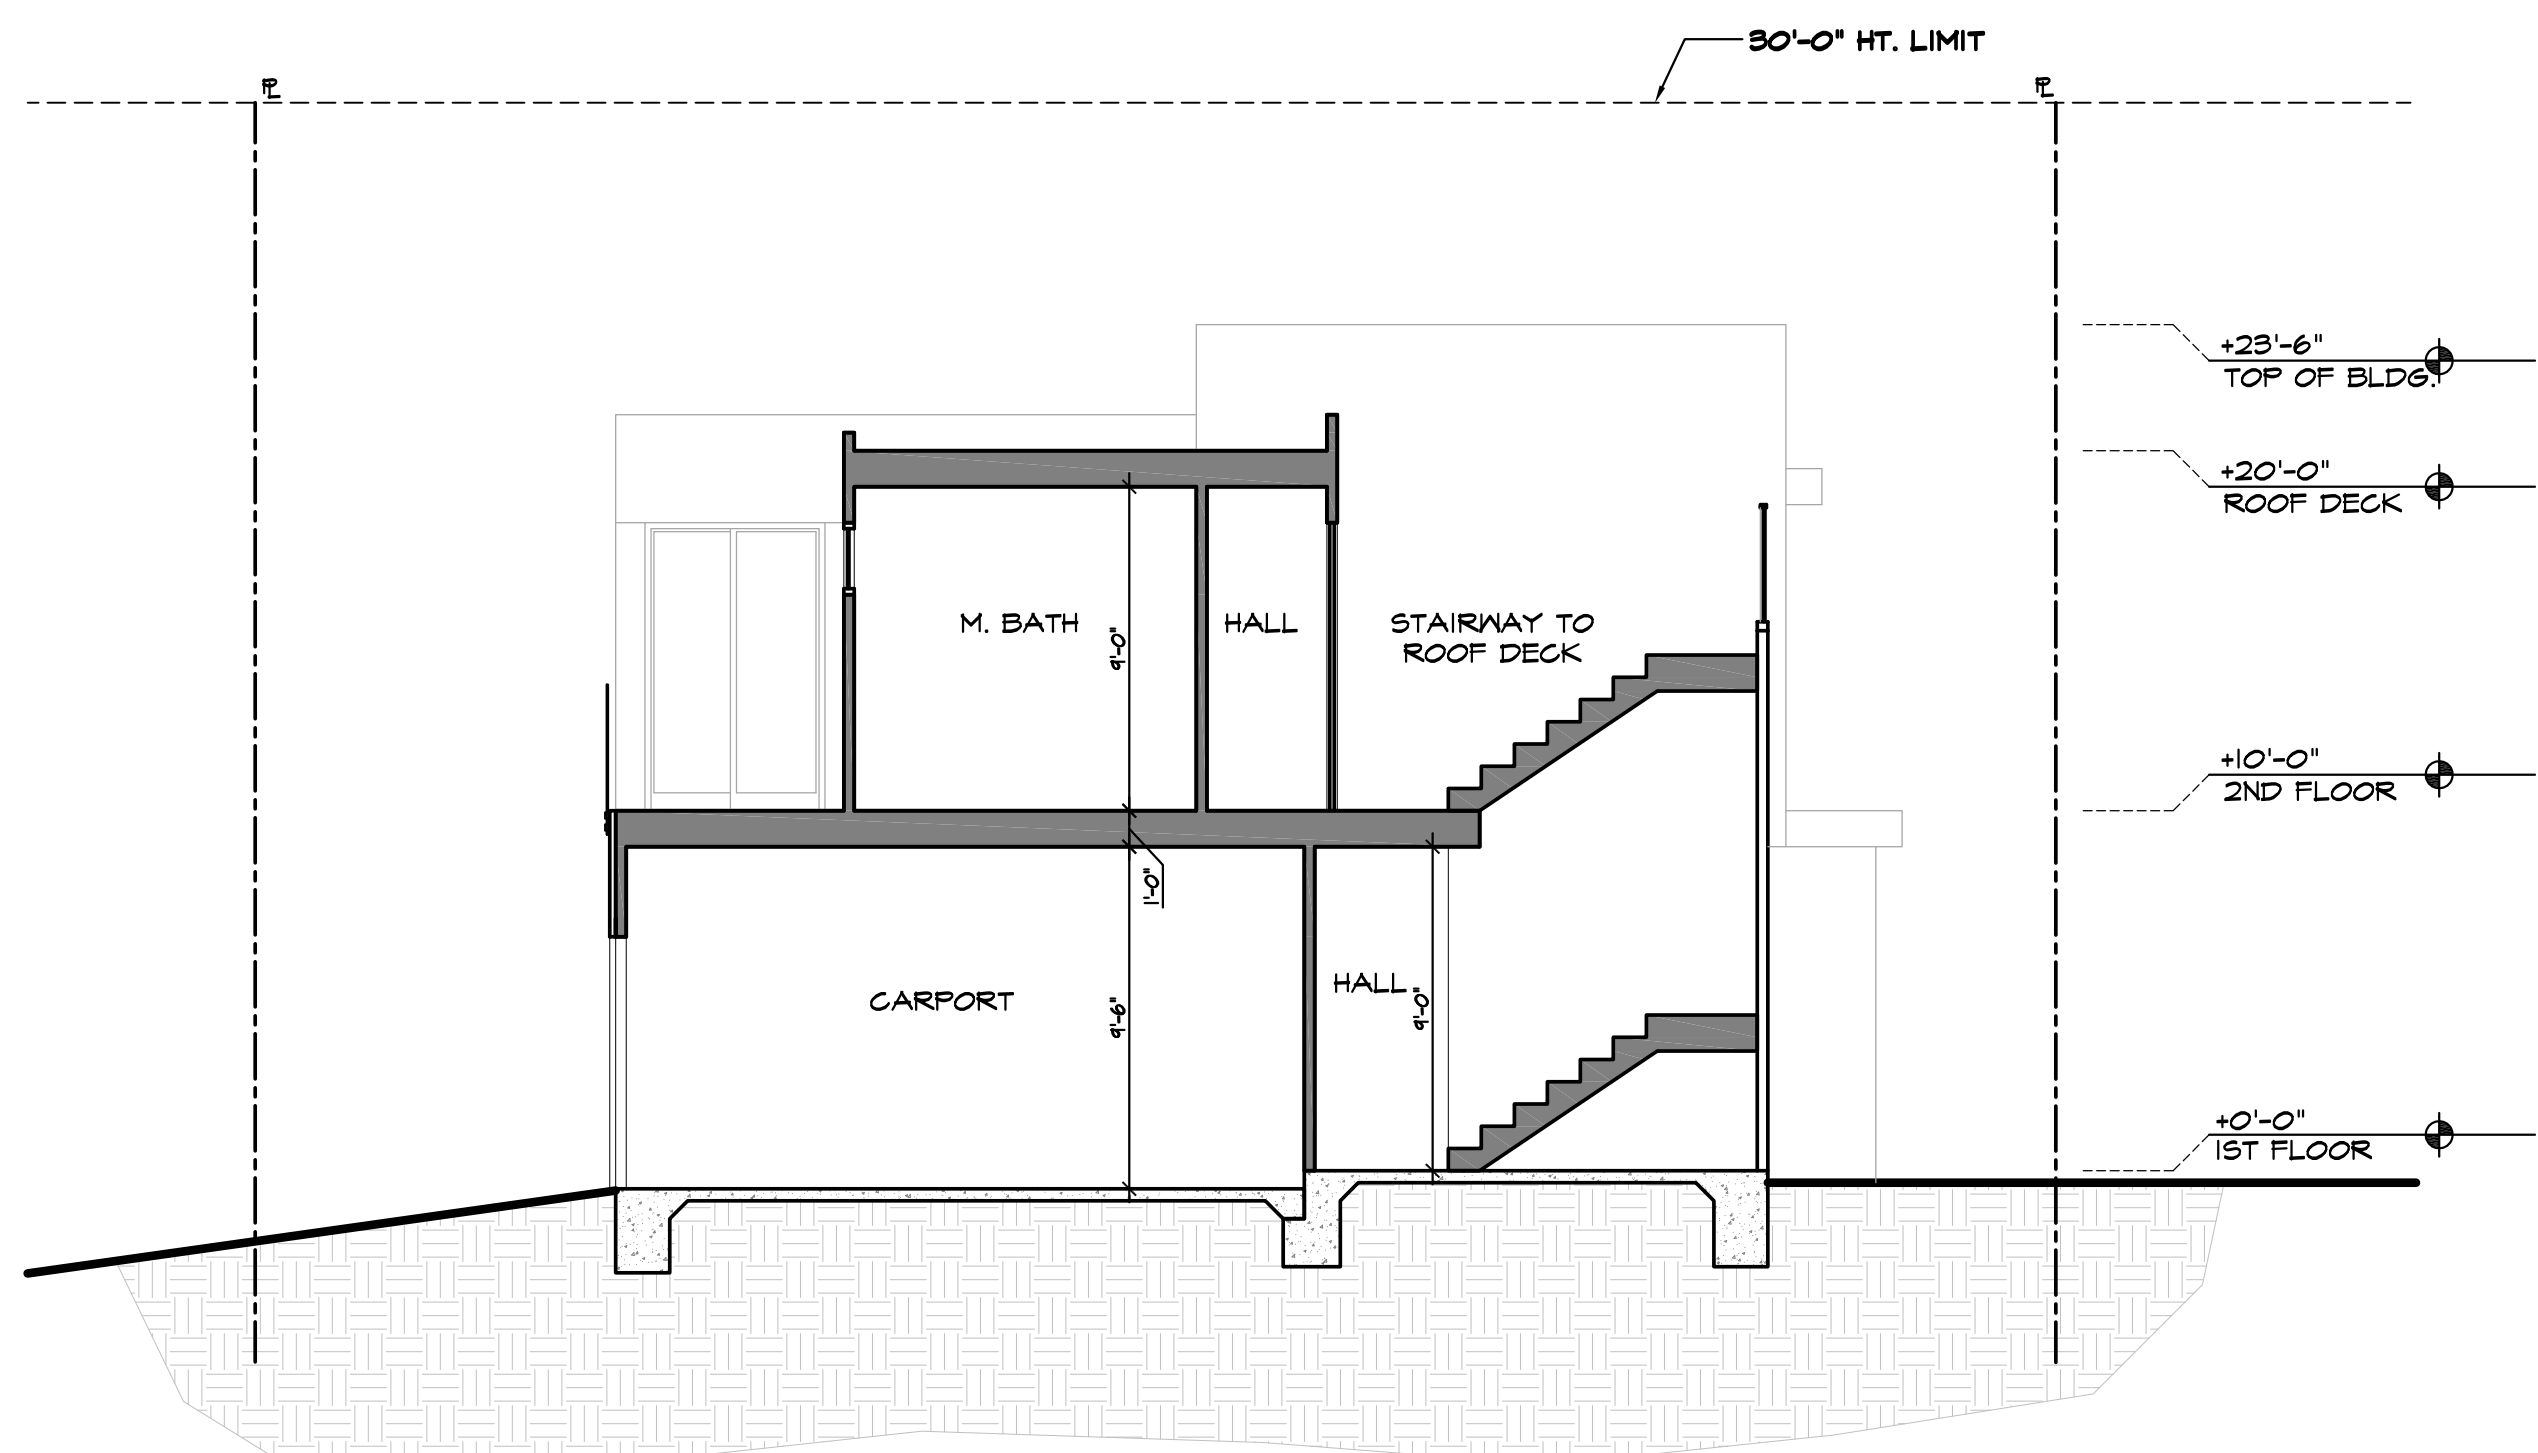 30'-0" HT. LIMIT
PL
PL
+23'-6"
TOP OF BLDG.
+20'-0"
ROOF DECK
M. BATH
HALL
STAIRWAY TO
ROOF DECK
9'-0"
+10'-0"
2ND FLOOR
1'-0"
CARPORT
9'-6"
HALL
9'-0"
+0'-0"
1ST FLOOR